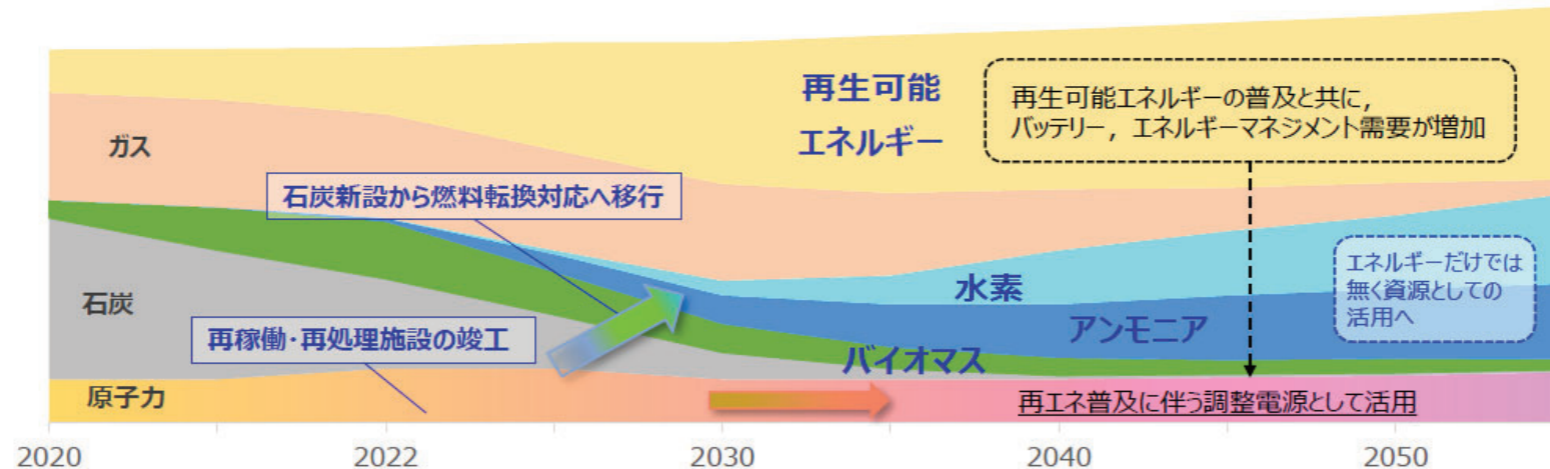 再生可能
エネルギー
再生可能エネルギーの普及と共に,
バッテリー, エネルギーマネジメント需要が増加
ガス
石炭新設から燃料転換対応へ移行
石炭
再稼働・再処理施設の竣工
水素
アンモニア
バイオマス
エネルギーだけでは
無く資源としての
活用へ
原子力
再エネ普及に伴う調整電源として活用
2020
2022
2030
2040
2050